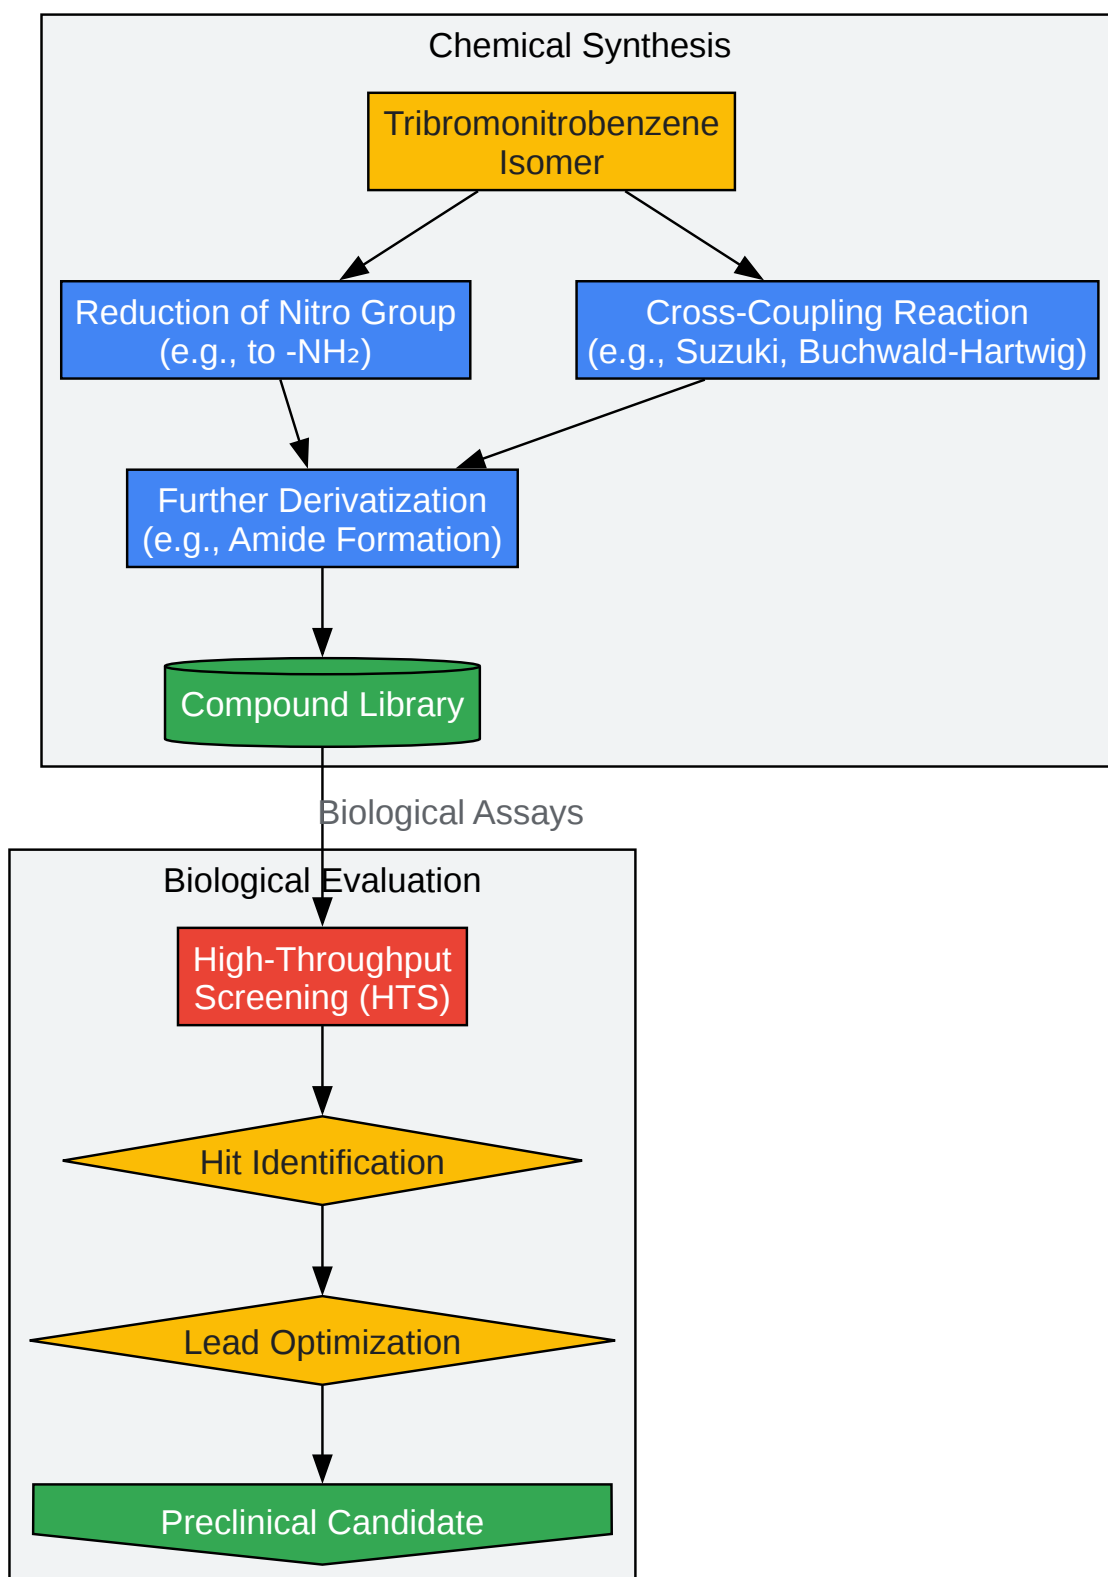 Chemical Synthesis
Tribromonitrobenzene
Isomer
Reduction of Nitro Group
(e.g., to -NH₂)
Cross-Coupling Reaction
(e.g., Suzuki, Buchwald-Hartwig)
Further Derivatization
(e.g., Amide Formation)
Compound Library
Biological Assays
Biological Evaluation
High-Throughput
Screening (HTS)
Hit Identification
Lead Optimization
Preclinical Candidate